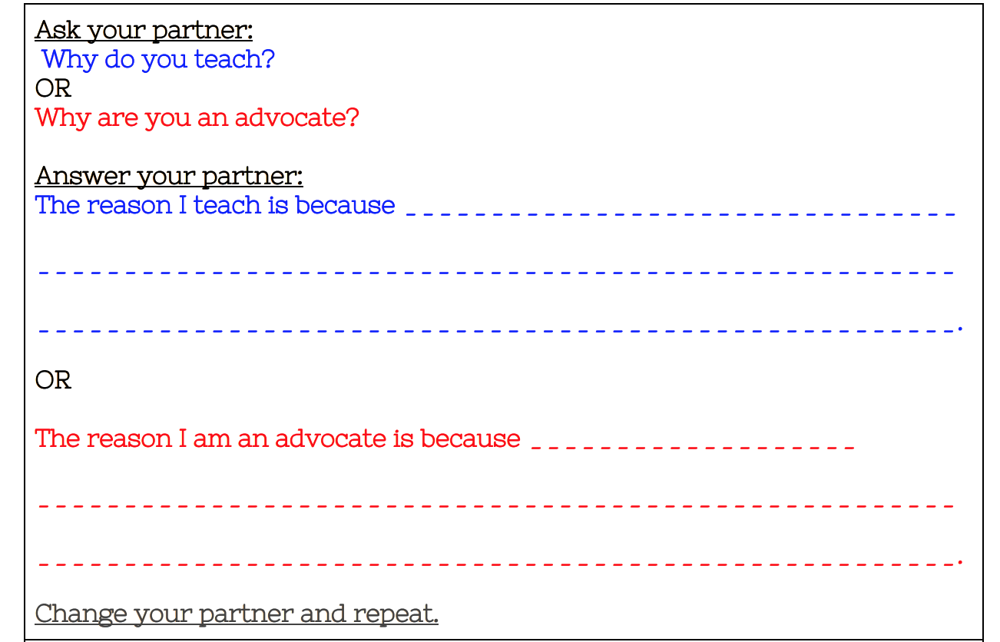 Ask your partner:
Why do you teach?
OR
Why are you an advocate?
Answer your partner:
The reason I teach is because _ _ _ _ _ _ _ _ _ _ _ _ _ _ _ _ _ _ _ _ _ _ _ _ _ _ _ _ _ _ _ _
_ _ _ _ _ _ _ _ _ _ _ _ _ _ _ _ _ _ _ _ _ _ _ _ _ _ _ _ _ _ _ _ _ _ _ _ _ _ _ _ _ _ _ _ _ _ _ _ _ _ _ _ _
_ _ _ _ _ _ _ _ _ _ _ _ _ _ _ _ _ _ _ _ _ _ _ _ _ _ _ _ _ _ _ _ _ _ _ _ _ _ _ _ _ _ _ _ _ _ _ _ _ _ _ _ _.
OR
The reason I am an advocate is because _ _ _ _ _ _ _ _ _ _ _ _ _ _ _ _ _ _ _
_ _ _ _ _ _ _ _ _ _ _ _ _ _ _ _ _ _ _ _ _ _ _ _ _ _ _ _ _ _ _ _ _ _ _ _ _ _ _ _ _ _ _ _ _ _ _ _ _ _ _ _ _
_ _ _ _ _ _ _ _ _ _ _ _ _ _ _ _ _ _ _ _ _ _ _ _ _ _ _ _ _ _ _ _ _ _ _ _ _ _ _ _ _ _ _ _ _ _ _ _ _ _ _ _ _.
Change your partner and repeat.